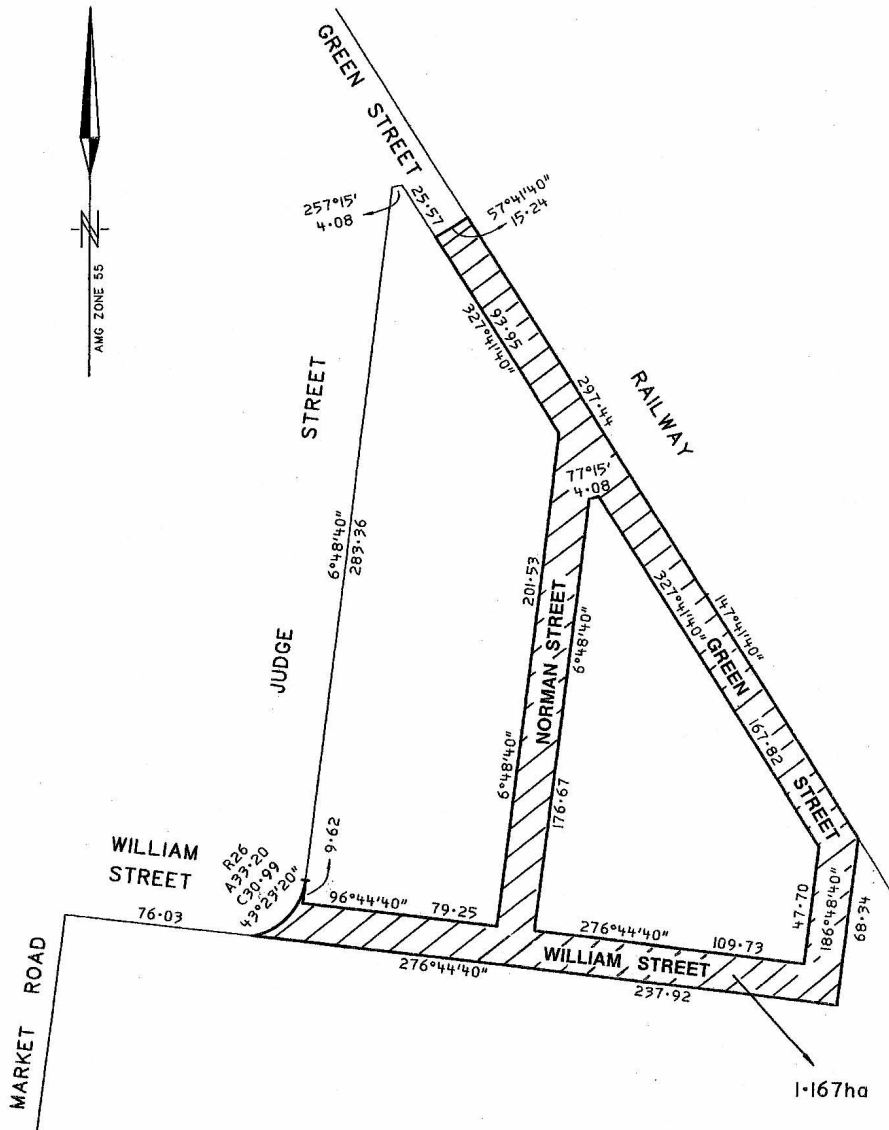 GREEN STREET
257°15'
4·08
25·57
57°41'40"
15·24
AMG ZONE 55
93·95
327°41'40"
297·44
RAILWAY
STREET
77°15'
4·08
6°48'40"
283·36
201·53
NORMAN STREET
6°48'40"
327°41'40"
147°41'40"
GREEN
JUDGE
167·82
6°48'40"
176·67
STREET
WILLIAM
STREET
R26
A33·20
C30·99
43°23'20"
9·62
96°44'40"
79·25
276°44'40"
109·73
47·70
186°48'40"
68·34
76·03
WILLIAM STREET
276°44'40"
237·92
MARKET ROAD
1·167ha